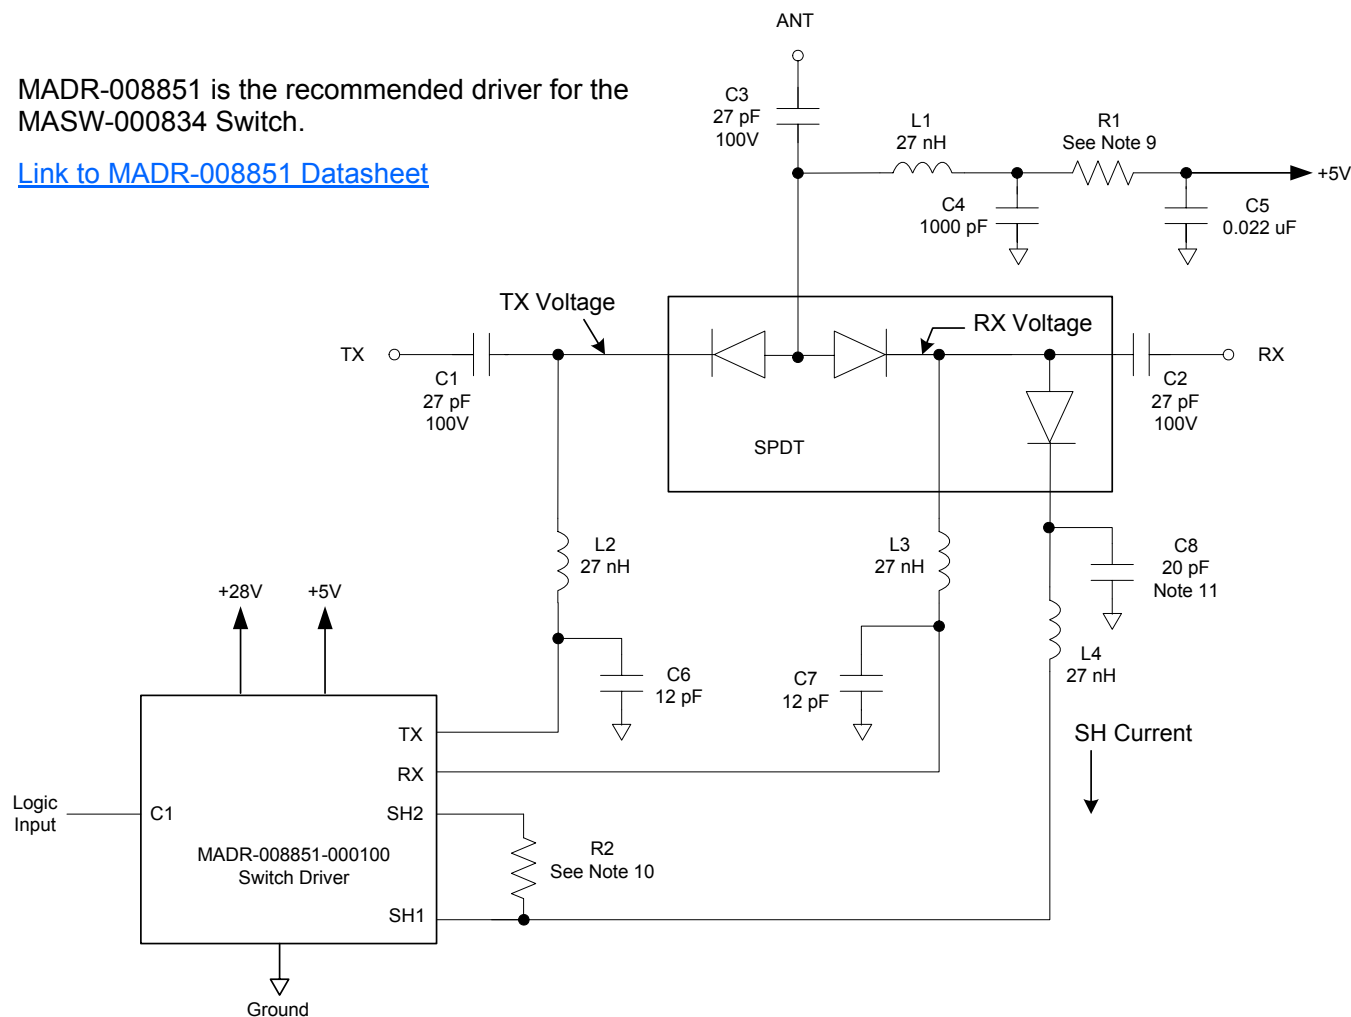 ANT
MADR-008851 is the recommended driver for the
MASW-000834 Switch.
Link to MADR-008851 Datasheet
C3
27 pF
100V
L1
27 nH
R1
See Note 9
+5V
C4
1000 pF
C5
0.022 uF
TX Voltage
RX Voltage
TX
C1
27 pF
100V
RX
C2
27 pF
100V
SPDT
L2
27 nH
L3
27 nH
C8
20 pF
Note 11
+28V
+5V
L4
27 nH
C6
12 pF
C7
12 pF
SH Current
TX
RX
SH2
SH1
Logic
Input
C1
MADR-008851-000100
Switch Driver
R2
See Note 10
Ground